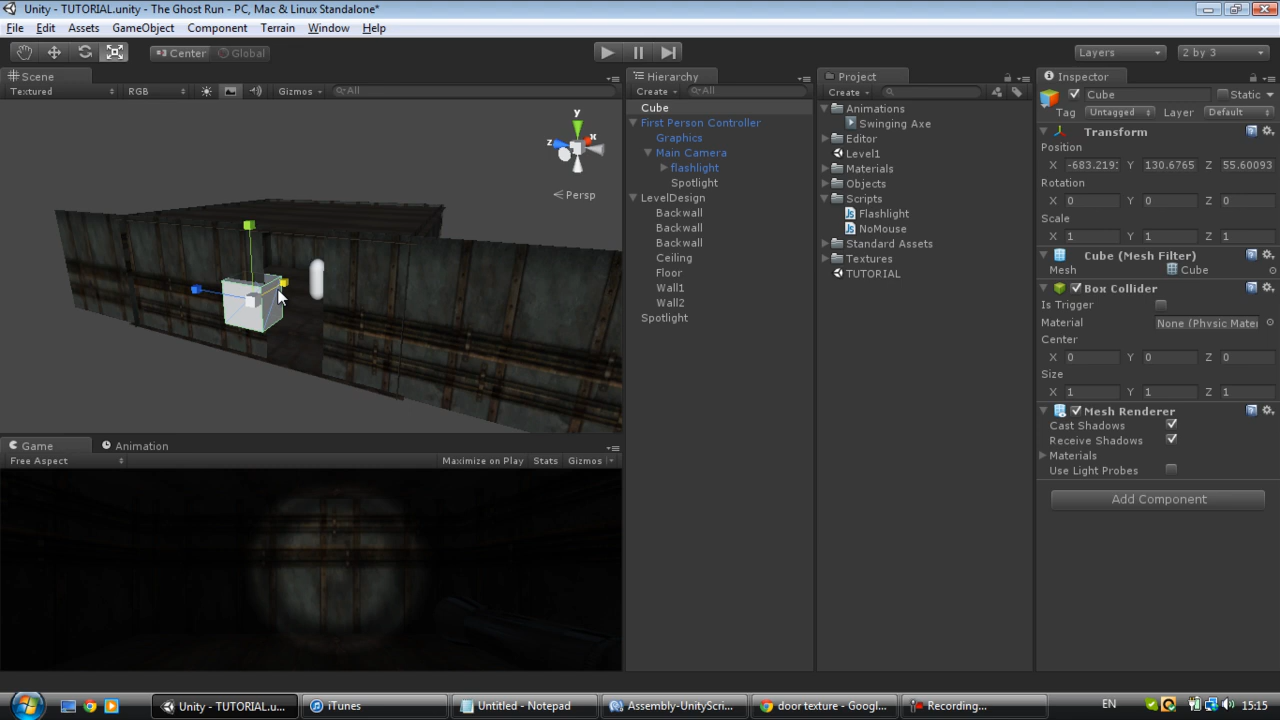 Unity - TUTORIAL.unity - The Ghost Run - PC, Mac & Linux Standalone*
File Edit Assets GameObject Component Terrain Window Help
Center Global Layers 2 by 3
Scene
Textured RGB Gizmos All
y
x
z
Persp
Game Animation
Free Aspect Maximize on Play Stats Gizmos
Hierarchy
Create All
Cube
First Person Controller
Graphics
Main Camera
flashlight
Spotlight
LevelDesign
Backwall
Backwall
Backwall
Ceiling
Floor
Wall1
Wall2
Spotlight
Project
Create
Animations
Swinging Axe
Editor
Level1
Materials
Objects
Scripts
Js Flashlight
Js NoMouse
Standard Assets
Textures
TUTORIAL
Inspector
Cube Static
Tag Untagged Layer Default
Transform
Position
X -683.219 Y 130.6765 Z 55.60093
Rotation
X 0 Y 0 Z 0
Scale
X 1 Y 1 Z 1
Cube (Mesh Filter)
Mesh Cube
Box Collider
Is Trigger
Material None (Physic Mater
Center
X 0 Y 0 Z 0
Size
X 1 Y 1 Z 1
Mesh Renderer
Cast Shadows
Receive Shadows
Materials
Use Light Probes
Add Component
Unity - TUTORIAL.u... iTunes Untitled - Notepad Assembly-UnityScri... door texture - Googl... Recording... EN 15:15